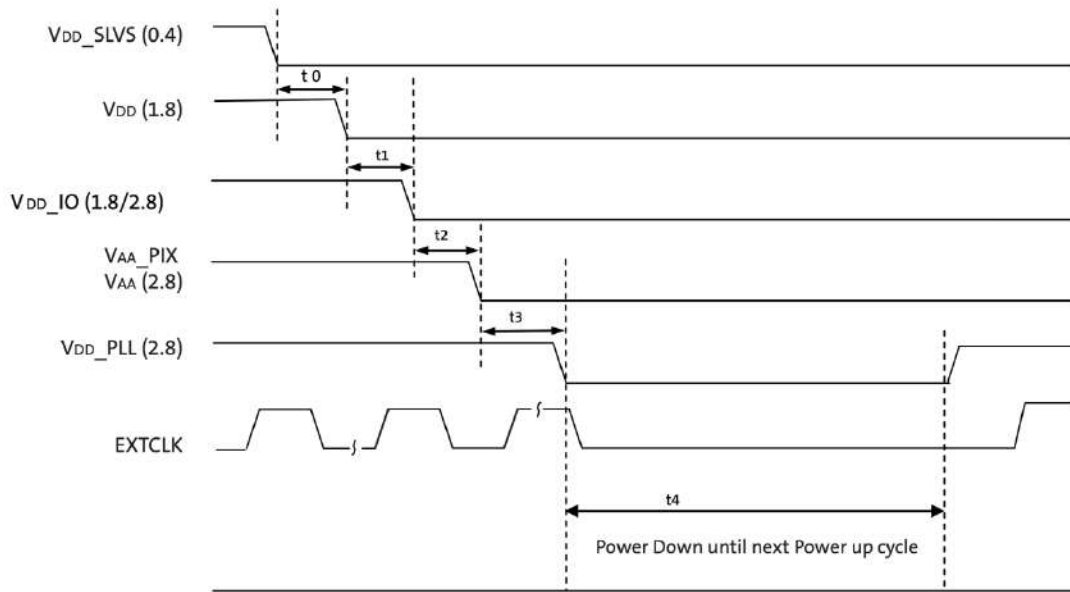 VDD_SLVS (0.4)
t 0
VDD (1.8)
t1
VDD_IO (1.8/2.8)
t2
VAA_PIX
VAA (2.8)
t3
VDD_PLL (2.8)
EXTCLK
t4
Power Down until next Power up cycle